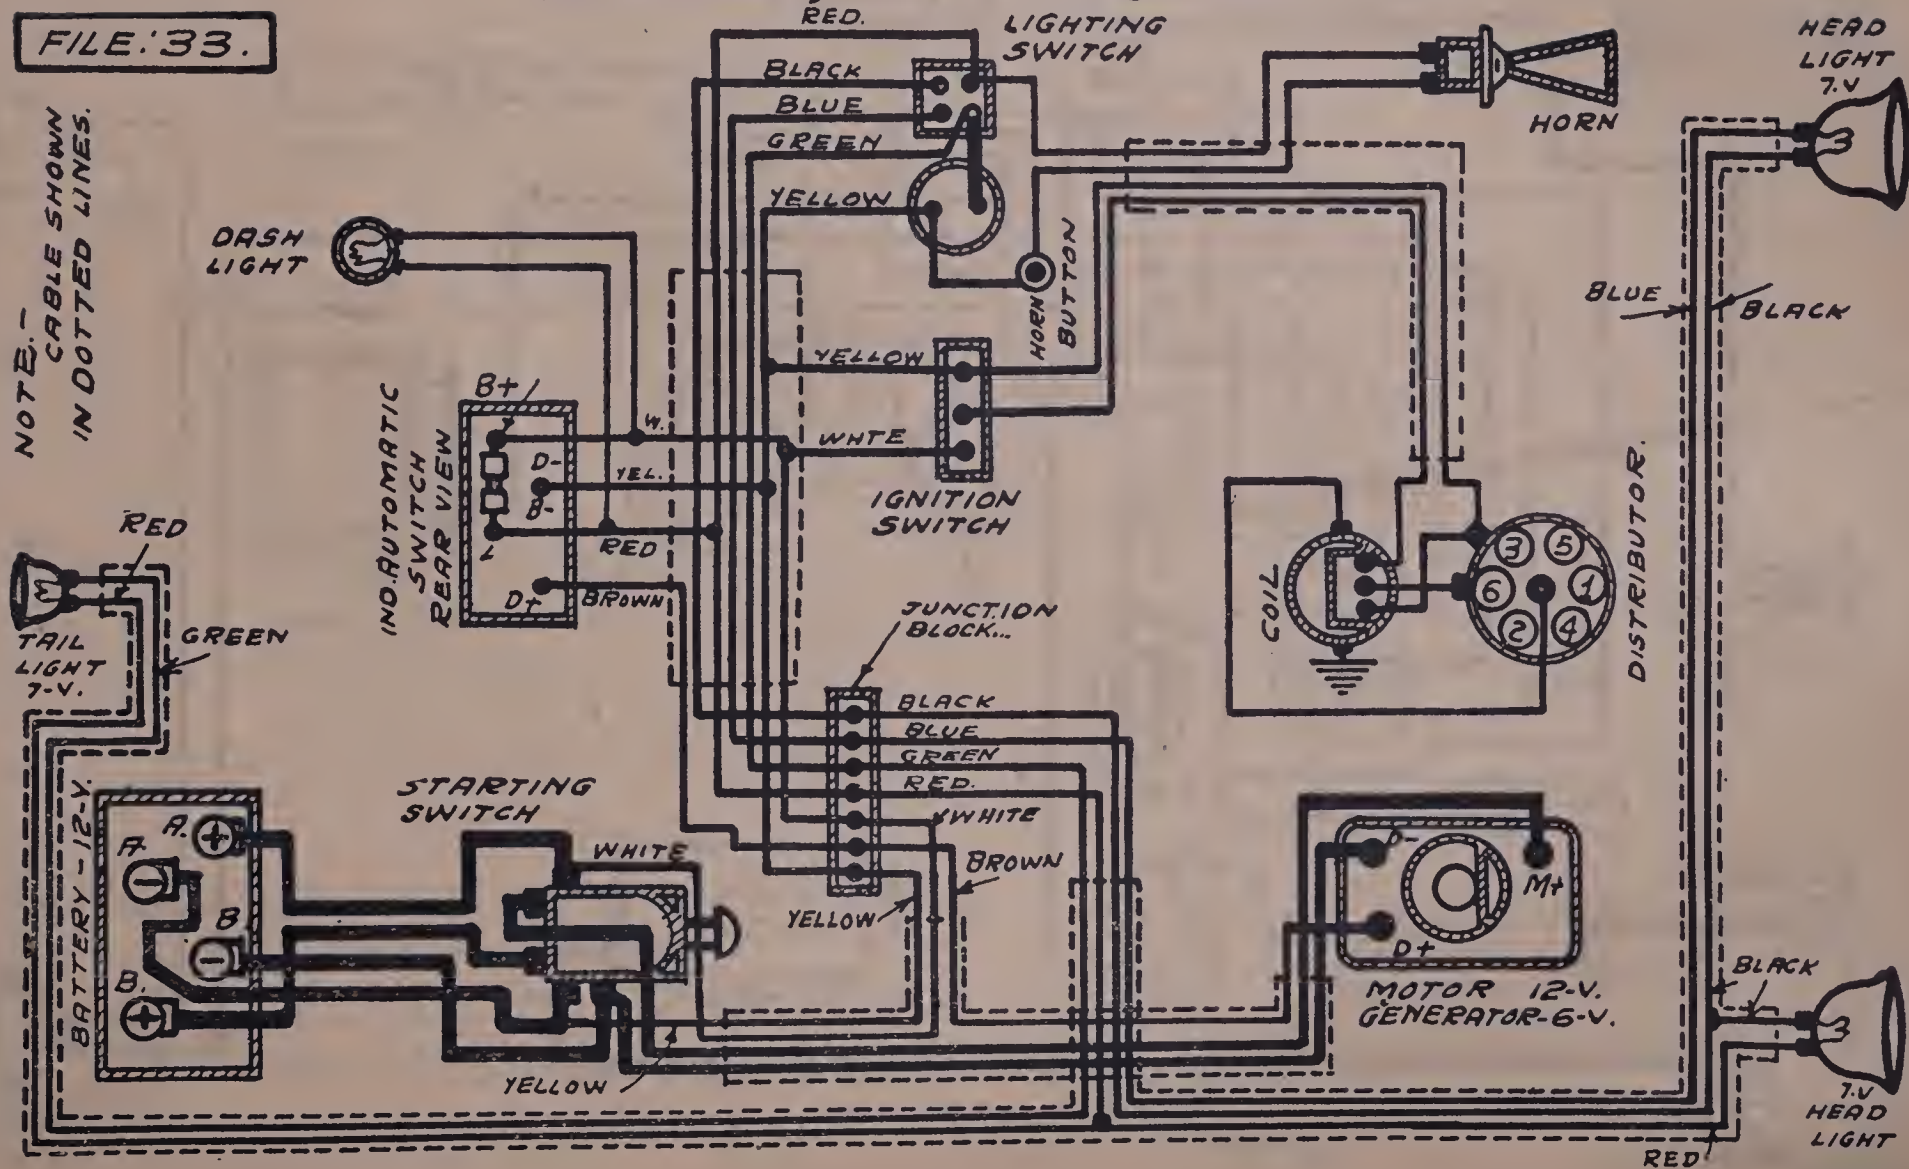 FILE:'33.
NOTE.-
CABLE SHOWN
IN DOTTED LINES.
RED.
LIGHTING
SWITCH
BLACK
BLUE
GREEN
YELLOW
HORN
HEAD
LIGHT
7.V
DASH
LIGHT
HORN
BUTTON
BLUE
BLACK
YELLOW
WHTE
IGNITION
SWITCH
IND.AUTOMATIC
SWITCH
REAR VIEW
B+
D-
B-
L
D+
W.
YEL.
RED
BROWN
RED
GREEN
TAIL
LIGHT
7-V.
COIL
3 5
6 1
2 4
DISTRIBUTOR.
JUNCTION
BLOCK...
BLACK
BLUE
GREEN
RED.
WHITE
BROWN
YELLOW
BATTERY-12-V.
A. +
A -
B -
B. +
STARTING
SWITCH
WHITE
YELLOW
D-
M+
D+
MOTOR 12-V.
GENERATOR-6-V.
BLACK
7.V
HEAD
LIGHT
RED